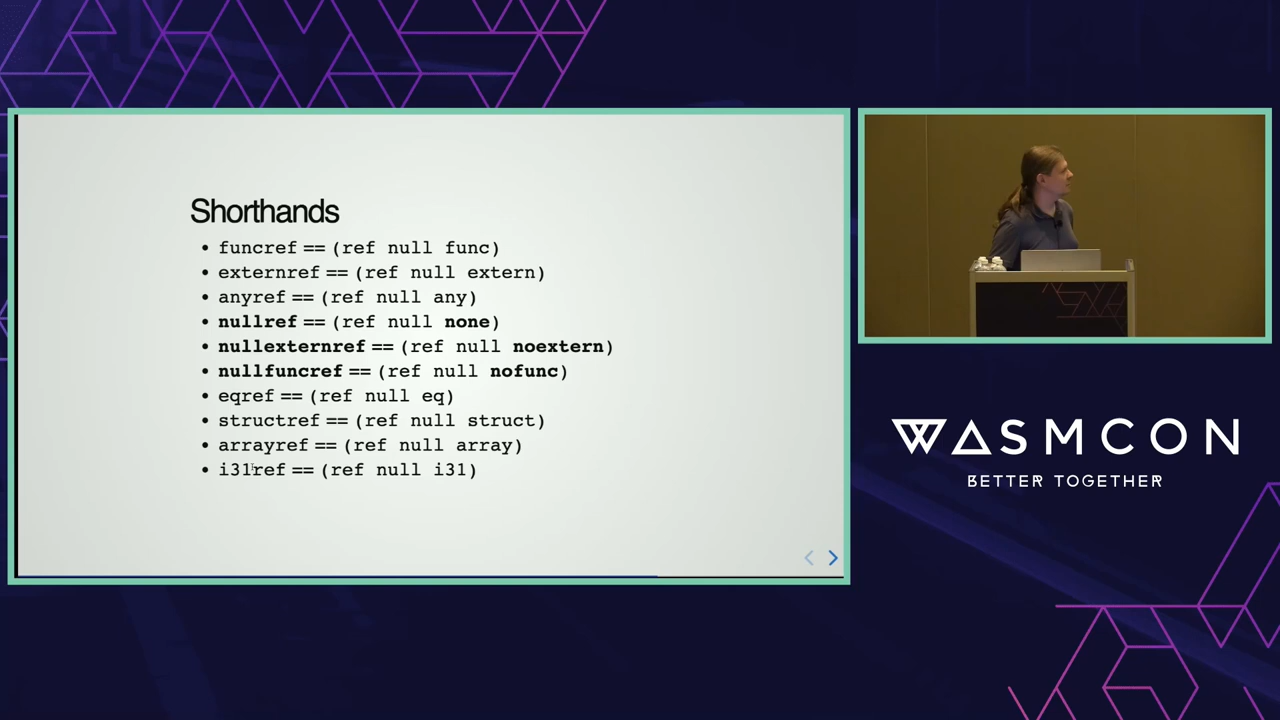 Shorthands
• funcref == (ref null func)
• externref == (ref null extern)
• anyref == (ref null any)
• nullref == (ref null none)
• nullexternref == (ref null noextern)
• nullfuncref == (ref null nofunc)
• eqref == (ref null eq)
• structref == (ref null struct)
• arrayref == (ref null array)
• i31ref == (ref null i31)
WASMCON
BETTER TOGETHER